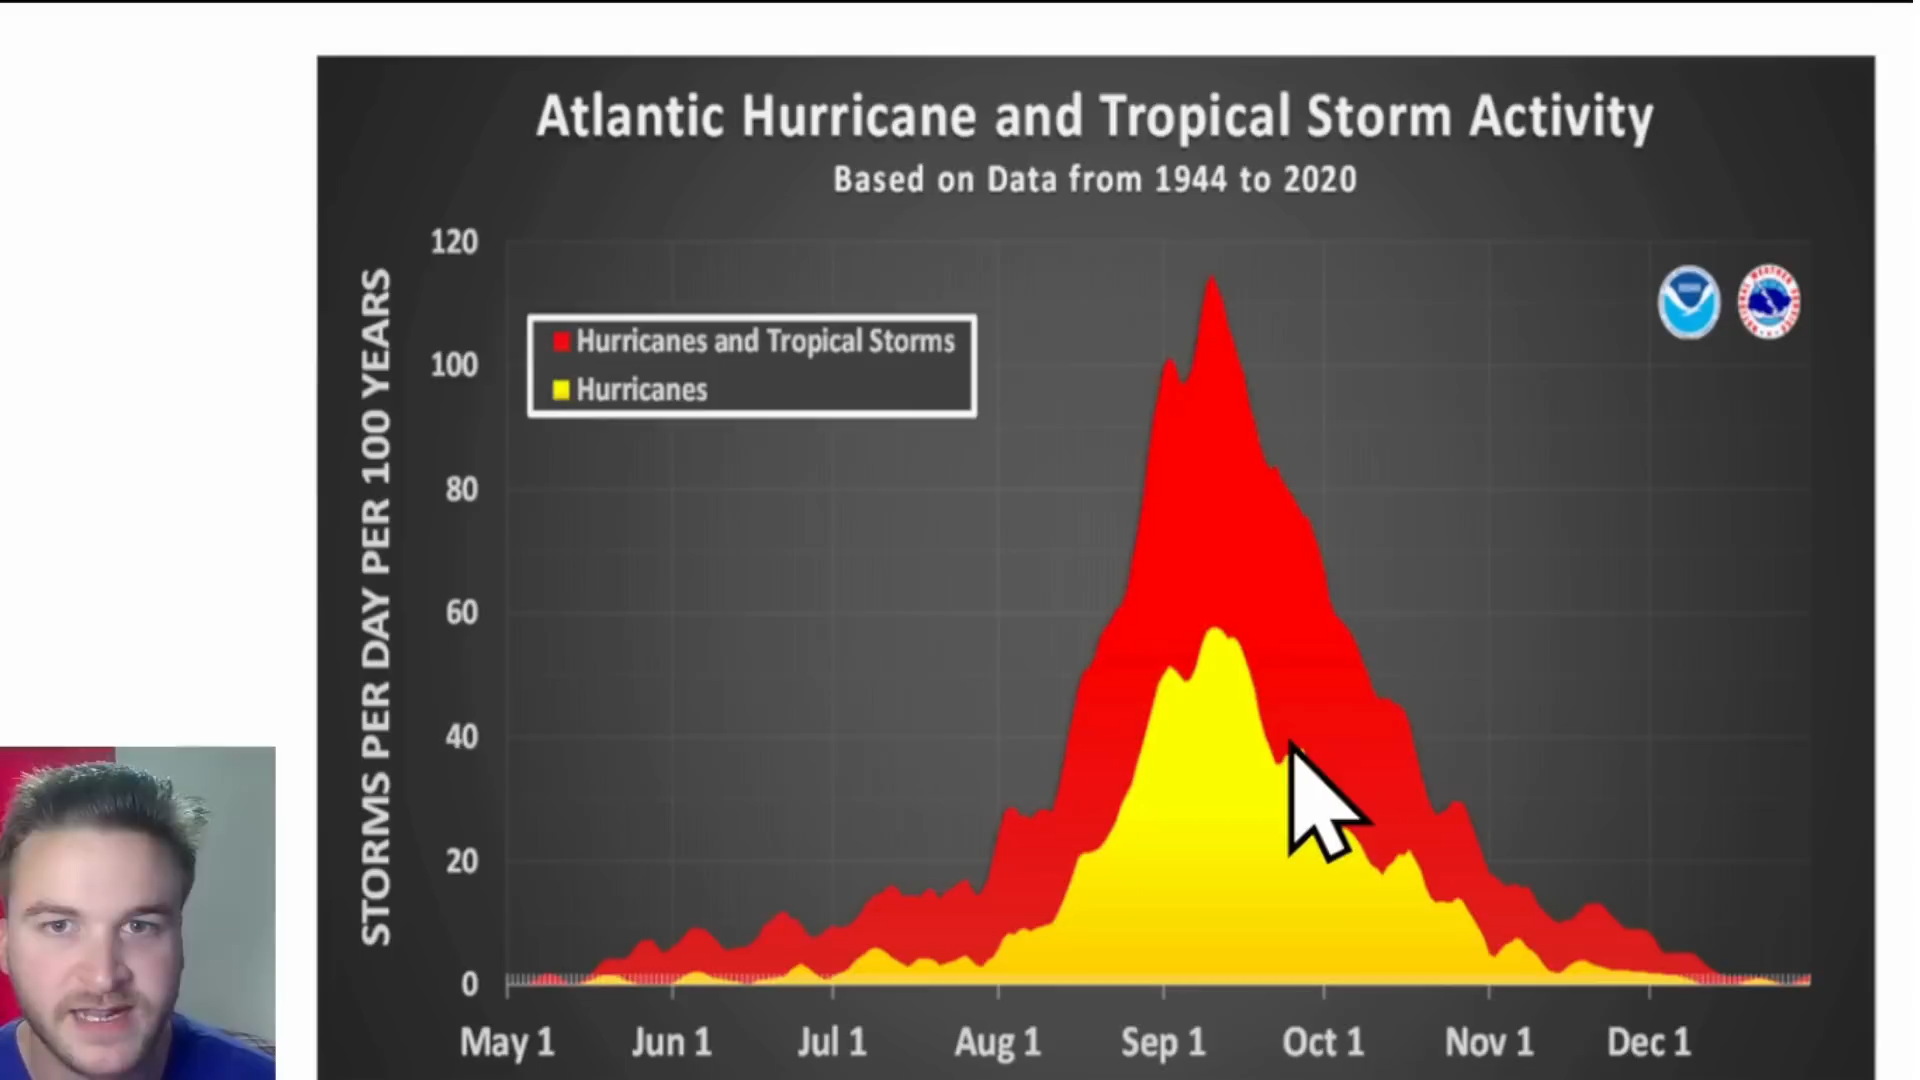 Atlantic Hurricane and Tropical Storm Activity
Based on Data from 1944 to 2020
STORMS PER DAY PER 100 YEARS
120
100
80
60
40
20
0
Hurricanes and Tropical Storms
Hurricanes
May 1 Jun 1 Jul 1 Aug 1 Sep 1 Oct 1 Nov 1 Dec 1